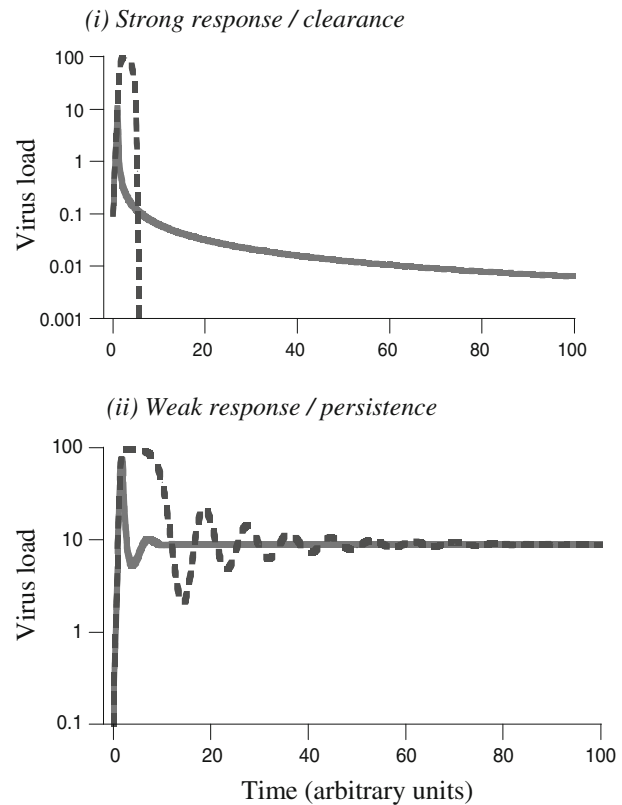 (i) Strong response / clearance
100
10
1
0.1
0.01
0.001
Virus load
0 20 40 60 80 100
(ii) Weak response / persistence
100
10
1
0.1
Virus load
0 20 40 60 80 100
Time (arbitrary units)